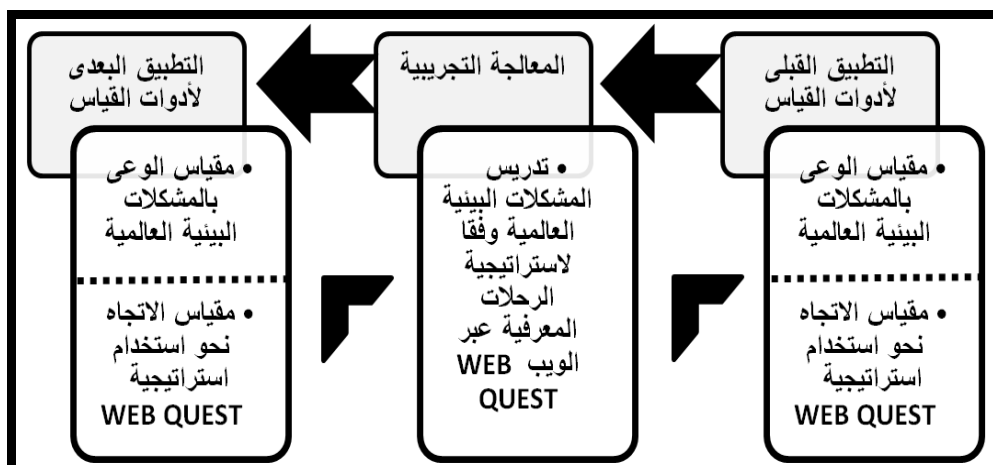 التطبيق القبلى
لأدوات القياس
• مقياس الوعى
بالمشكلات
البيئية العالمية
• مقياس الاتجاه
نحو استخدام
استراتيجية
WEB QUEST
المعالجة التجريبية
• تدريس
المشكلات البيئية
العالمية وفقا
لاستراتيجية
الرحلات
المعرفية عبر
الويب WEB
QUEST
التطبيق البعدى
لأدوات القياس
• مقياس الوعى
بالمشكلات
البيئية العالمية
• مقياس الاتجاه
نحو استخدام
استراتيجية
WEB QUEST